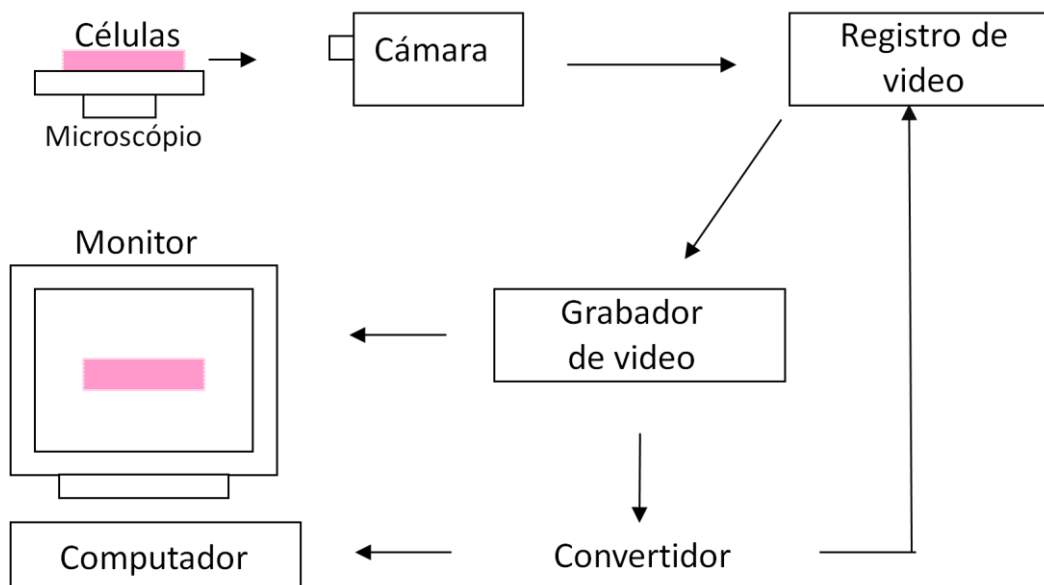 Células
Cámara
Registro de
video
Microscópio
Monitor
Grabador
de video
Computador
Convertidor